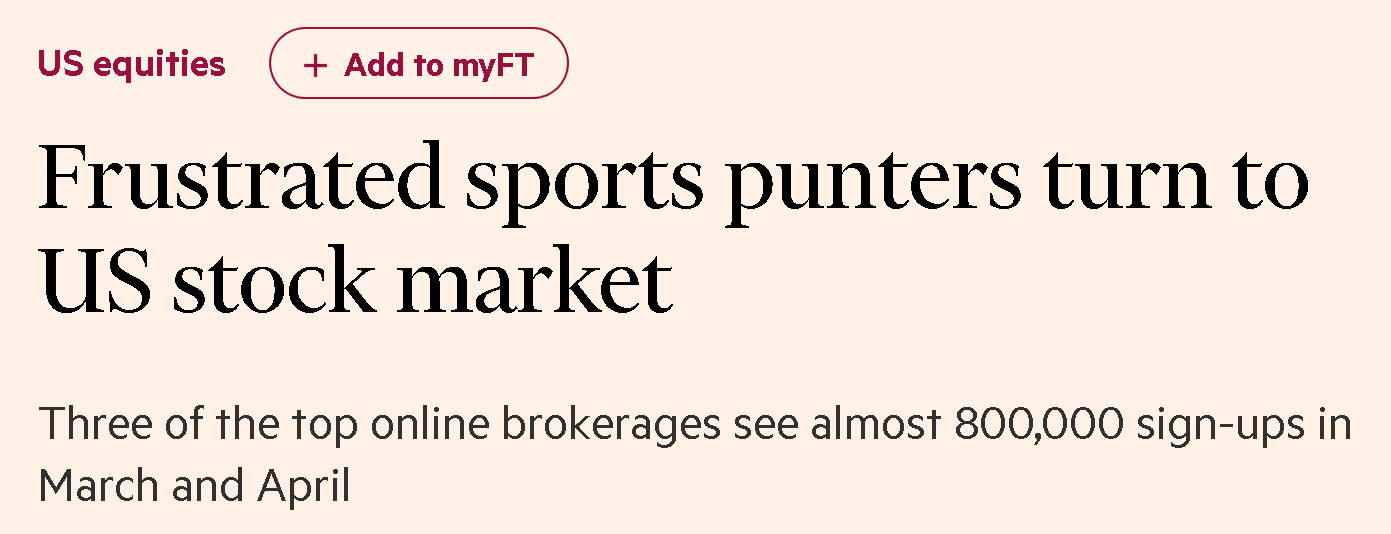 US equities + Add to myFT
Frustrated sports punters turn to
US stock market
Three of the top online brokerages see almost 800,000 sign-ups in
March and April